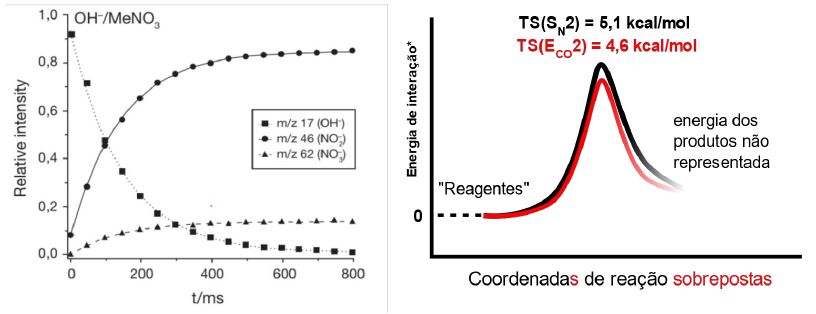 OH⁻/MeNO₃
1,0
0,8
0,6
0,4
0,2
0,0
Relative intensity
m/z 17 (OH⁻)
m/z 46 (NO₂⁻)
m/z 62 (NO₃⁻)
0 200 400 600 800
t/ms
TS(S_N2) = 5,1 kcal/mol
TS(E_CO2) = 4,6 kcal/mol
Energia de interação*
energia dos
produtos não
representada
"Reagentes"
0
Coordenadas de reação sobrepostas